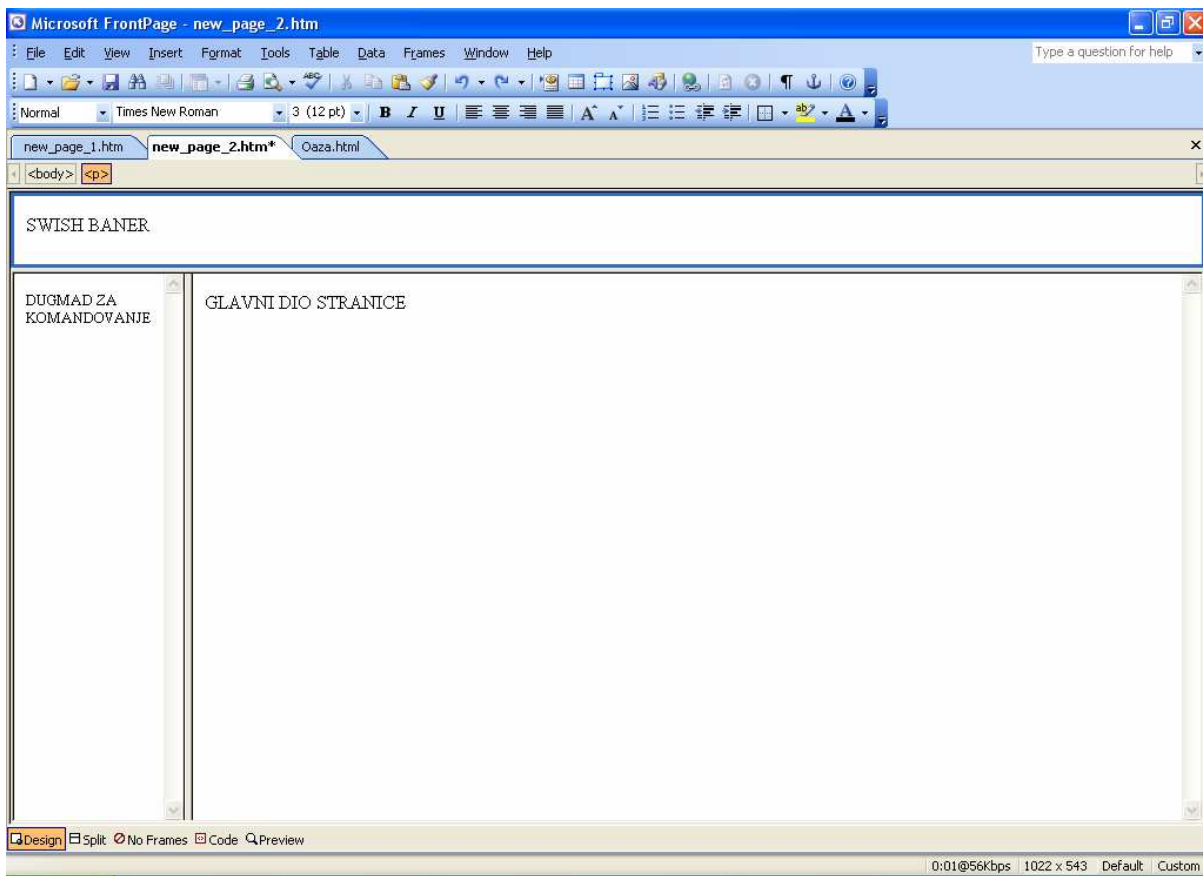 Microsoft FrontPage - new_page_2.htm
File Edit View Insert Format Tools Table Data Frames Window Help Type a question for help
Normal Times New Roman 3 (12 pt) B I U A A ab A
new_page_1.htm new_page_2.htm* Oaza.html
<body> <p>
SWISH BANER
DUGMAD ZA
KOMANDOVANJE
GLAVNI DIO STRANICE
Design Split No Frames Code Preview
0:01@56Kbps 1022 x 543 Default Custom